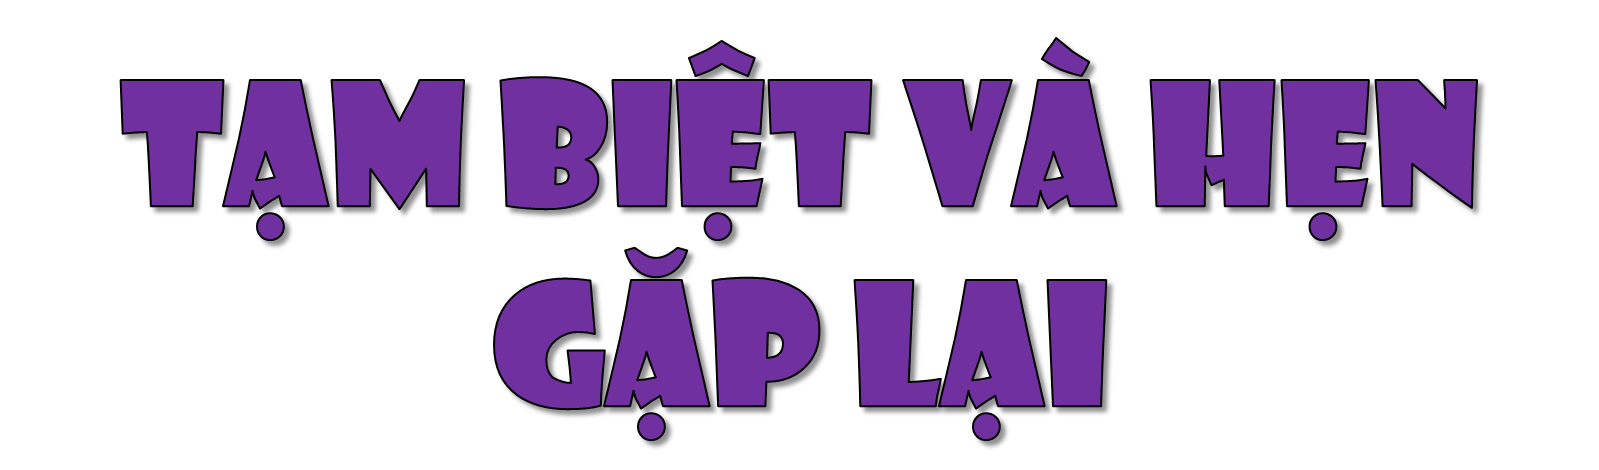 TẠM BIỆT VÀ HẸN
GẶP LẠI